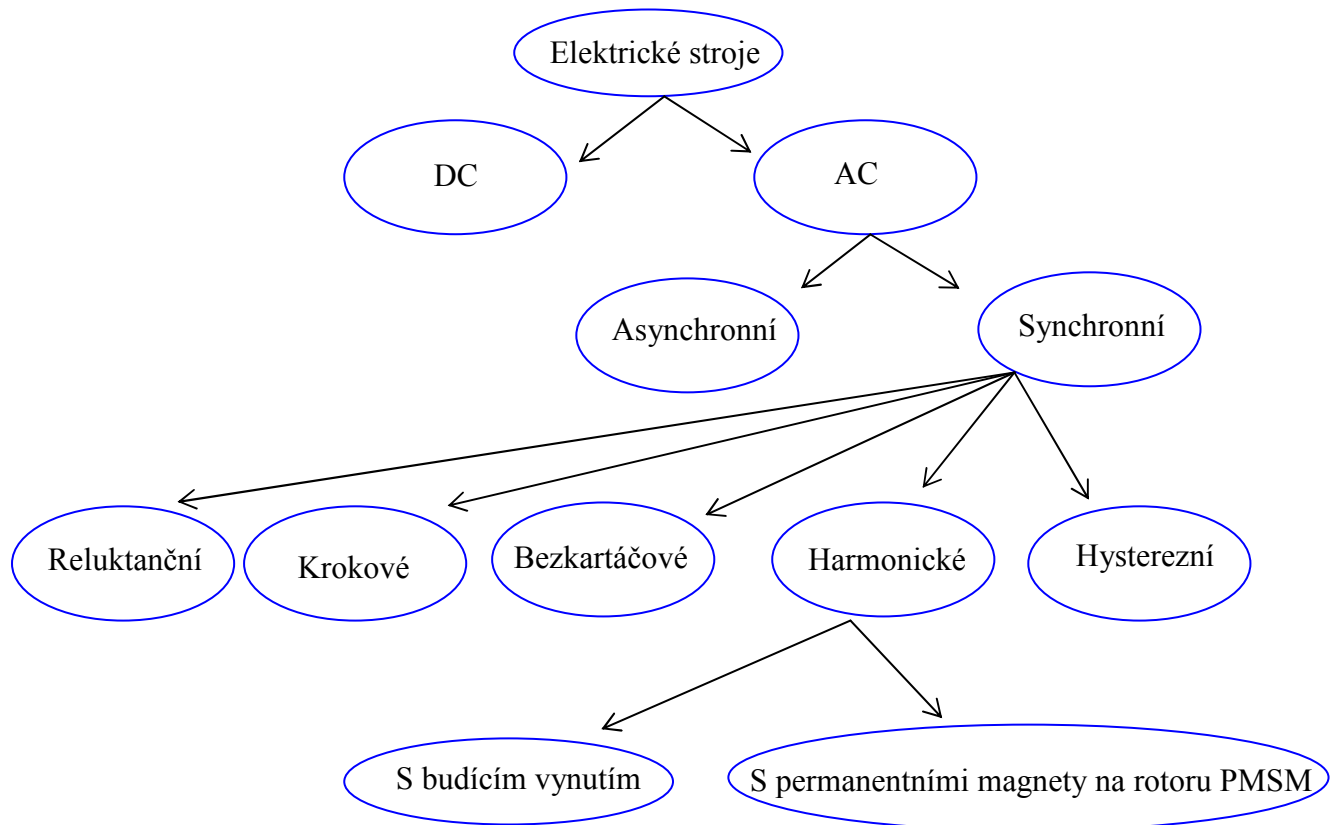 Elektrické stroje
DC
AC
Asynchronní
Synchronní
Reluktanční
Krokové
Bezkartáčové
Harmonické
Hysterezní
S budícím vynutím
S permanentními magnety na rotoru PMSM